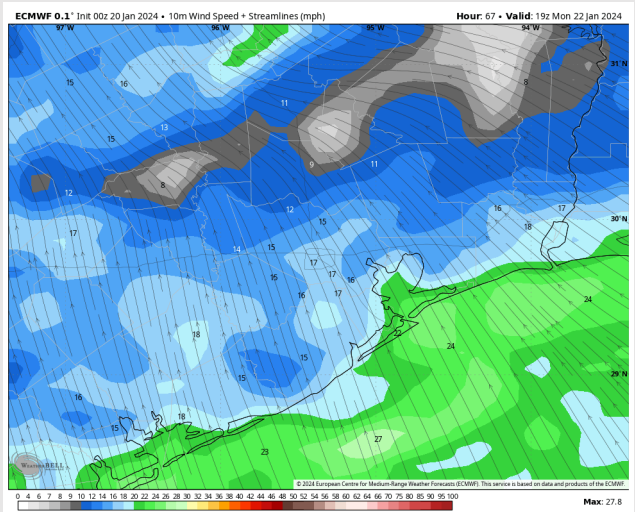 ECMWF 0.1° Init 00z 20 Jan 2024 • 10m Wind Speed + Streamlines (mph)
Hour: 67 • Valid: 19z Mon 22 Jan 2024
97°W 96°W 95°W 94°W
31°N
15 16 11 8
15 13
9 11
8
12 12 16 17
30°N
17 15 18
14 15
17 17 16
15 16 17 24
22
18 24
15 29°N
15
16
18
15 27
23
WeatherBELL
© 2024 European Centre for Medium-Range Weather Forecasts (ECMWF). This service is based on data and products of the ECMWF.
0 4 6 7 8 9 10 12 14 16 18 20 22 24 26 28 30 32 34 36 38 40 42 44 46 48 50 52 54 56 58 60 65 70 75 80 85 90 95 100
Max: 27.8